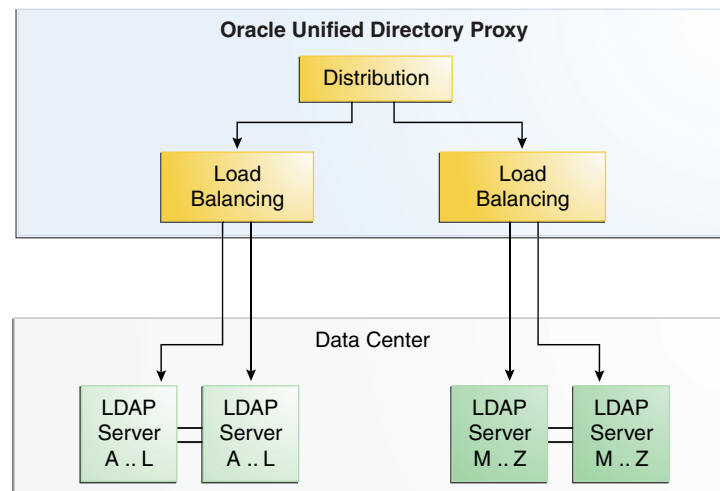 Oracle Unified Directory Proxy
Distribution
Load
Balancing
Load
Balancing
Data Center
LDAP
Server
A .. L
LDAP
Server
A .. L
LDAP
Server
M .. Z
LDAP
Server
M .. Z